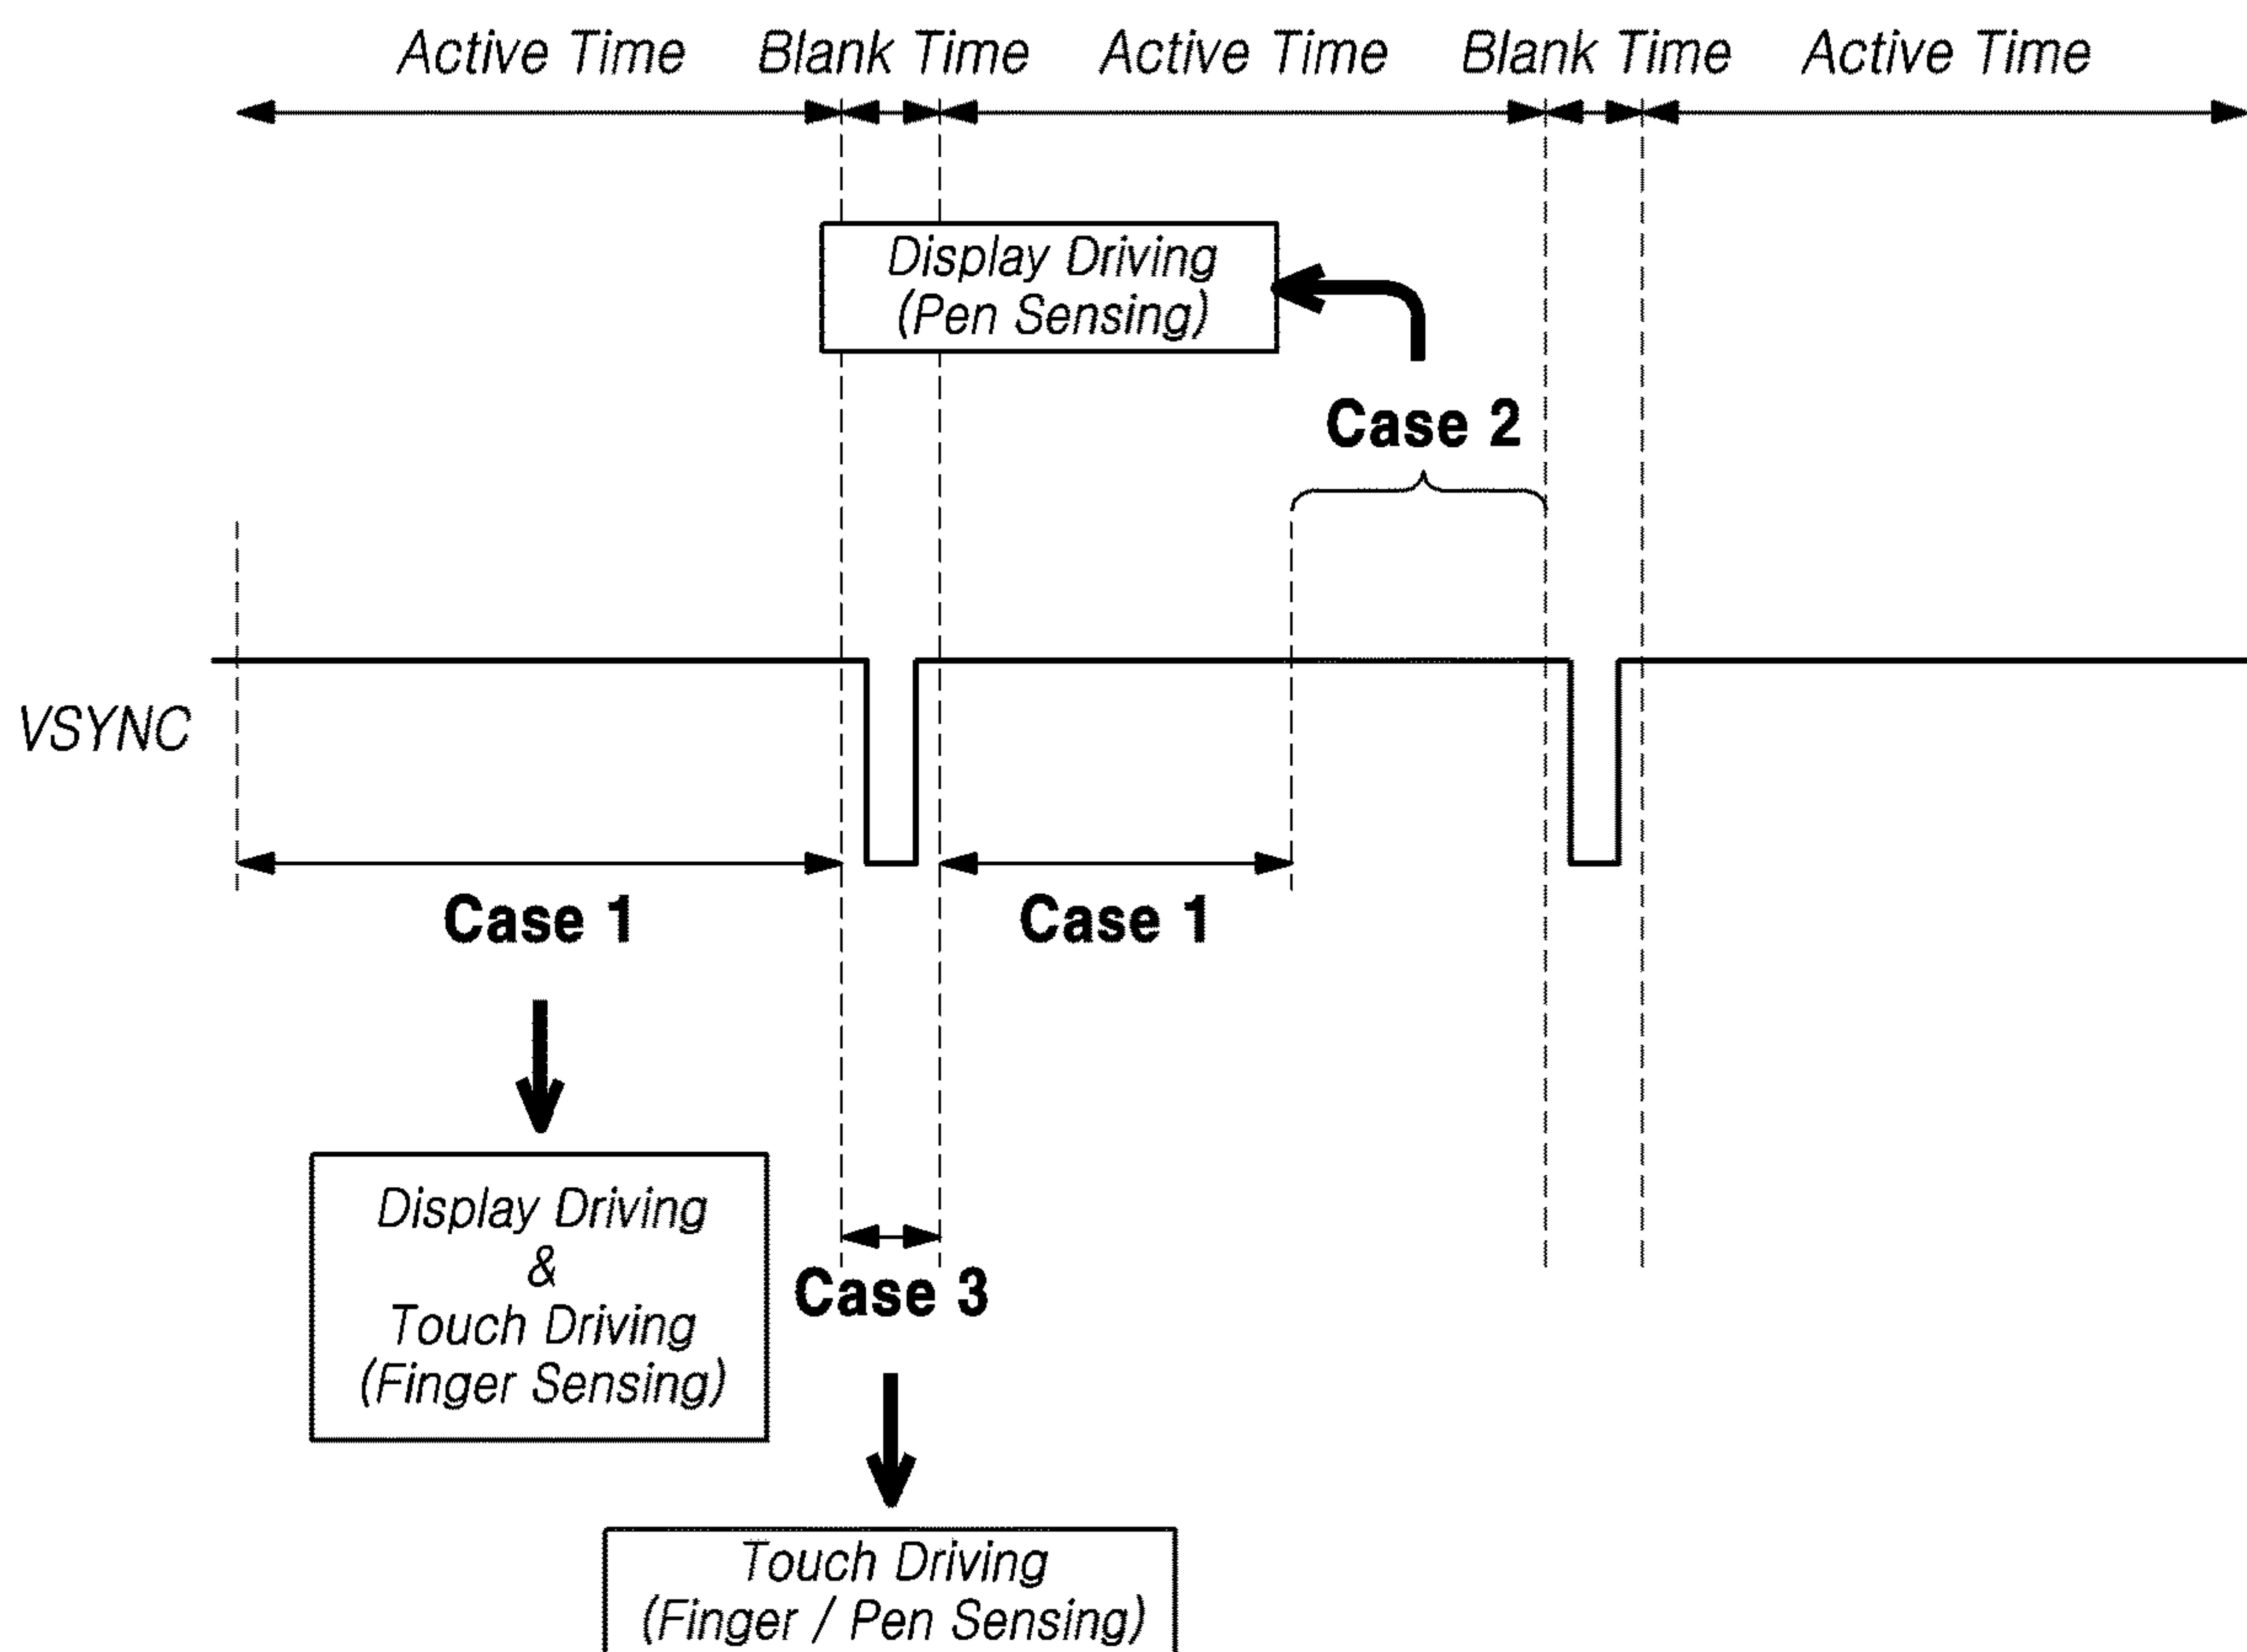 Active Time Blank Time Active Time Blank Time Active Time
Display Driving
(Pen Sensing)
Case 2
VSYNC
Case 1 Case 1
Display Driving
&
Touch Driving
(Finger Sensing)
Case 3
Touch Driving
(Finger / Pen Sensing)